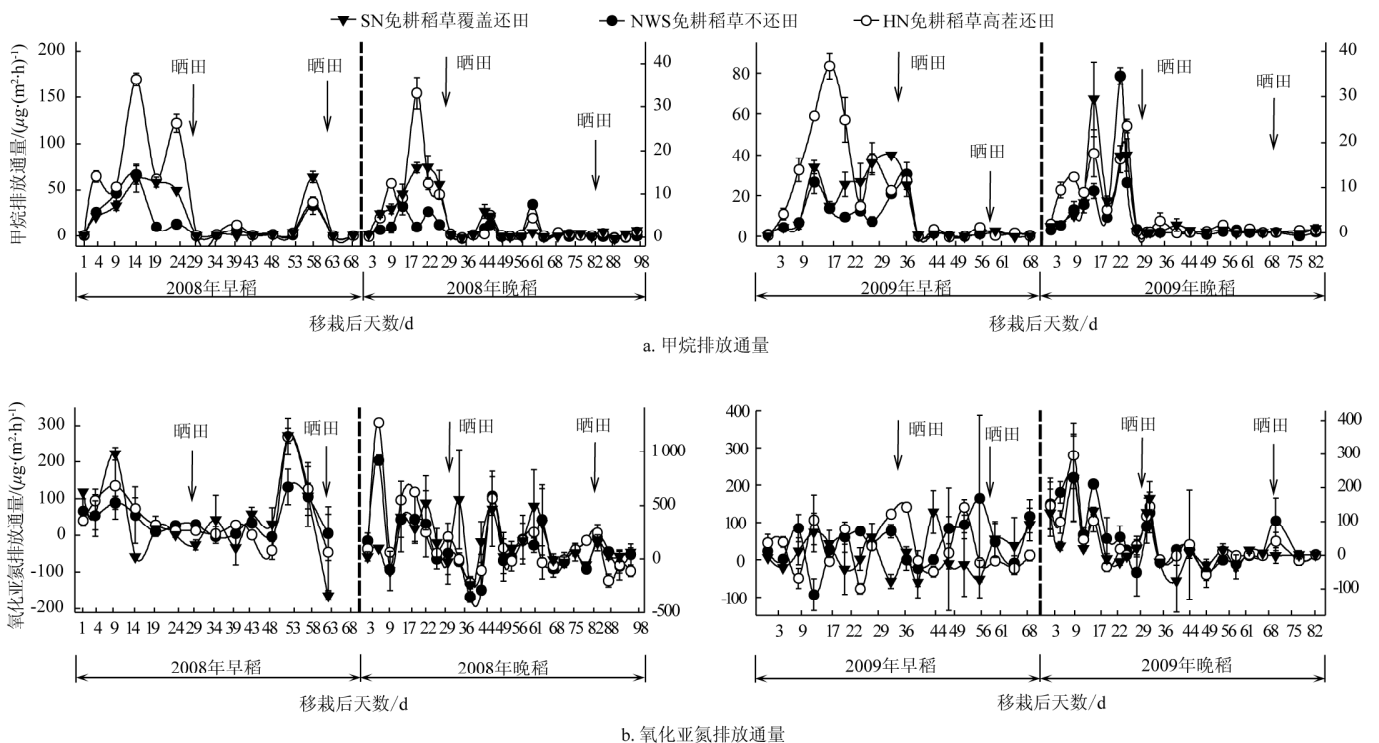 SN免耕稻草覆盖还田 NWS免耕稻草不还田 HN免耕稻草高茬还田
甲烷排放通量/(μg·(m²·h)⁻¹)
200 150 100 50 0
晒田 晒田 晒田 晒田
40 30 20 10 0
1 4 9 14 19 24 29 34 39 43 48 53 58 63 68 3 9 17 22 29 36 44 49 56 61 68 75 82 88 98
2008年早稻 2008年晚稻
移栽后天数/d
80 60 40 20 0
晒田 晒田 晒田 晒田
40 30 20 10 0
3 9 17 22 29 36 44 49 56 61 68 3 9 17 22 29 36 44 49 56 61 68 75 82
2009年早稻 2009年晚稻
移栽后天数/d
a. 甲烷排放通量
氧化亚氮排放通量/(μg·(m²·h)⁻¹)
300 200 100 0 -100 -200
晒田 晒田 晒田 晒田
1 000 500 0 -500
1 4 9 14 19 24 29 34 39 43 48 53 58 63 68 3 9 17 22 29 36 44 49 56 61 68 75 82 88 98
2008年早稻 2008年晚稻
移栽后天数/d
400 300 200 100 0 -100
晒田 晒田 晒田 晒田
400 300 200 100 0 -100
3 9 17 22 29 36 44 49 56 61 68 3 9 17 22 29 36 44 49 56 61 68 75 82
2009年早稻 2009年晚稻
移栽后天数/d
b. 氧化亚氮排放通量